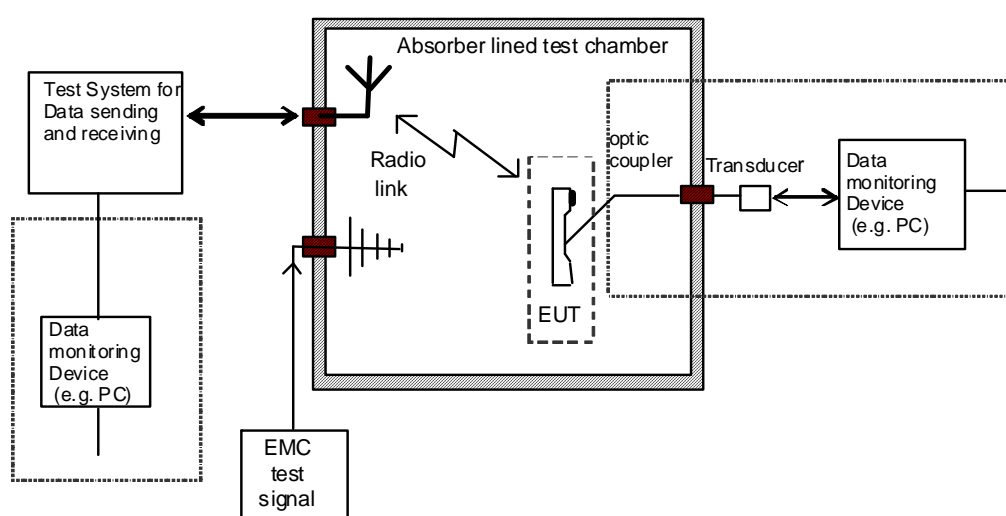 Absorber lined test chamber
Test System for
Data sending
and receiving
Radio
link
optic
coupler
Transducer
Data
monitoring
Device
(e.g. PC)
EUT
Data
monitoring
Device
(e.g. PC)
EMC
test
signal